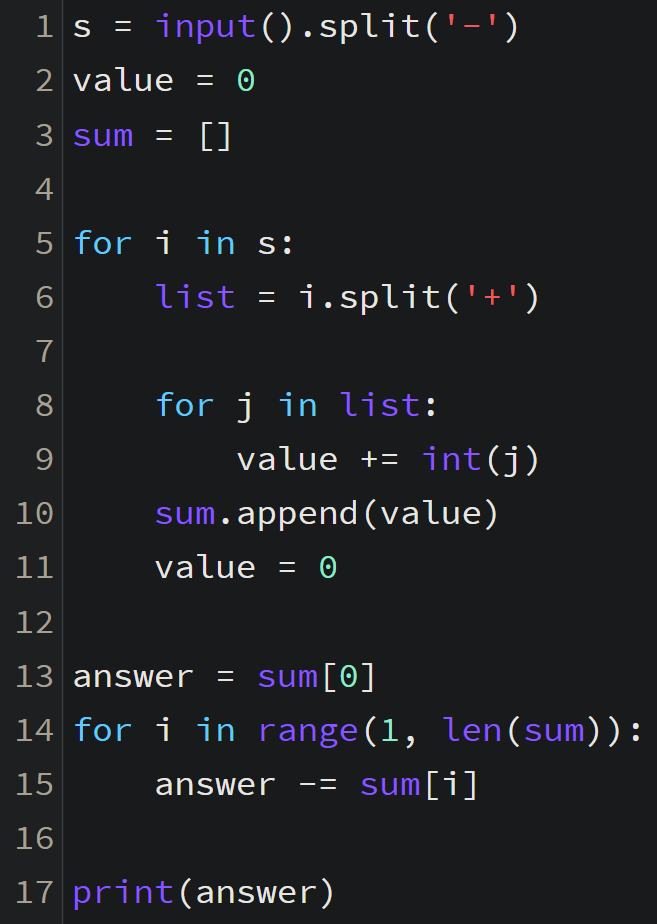 1 s = input().split('-')
2 value = 0
3 sum = []
4
5 for i in s:
6     list = i.split('+')
7
8     for j in list:
9         value += int(j)
10     sum.append(value)
11     value = 0
12
13 answer = sum[0]
14 for i in range(1, len(sum)):
15     answer -= sum[i]
16
17 print(answer)